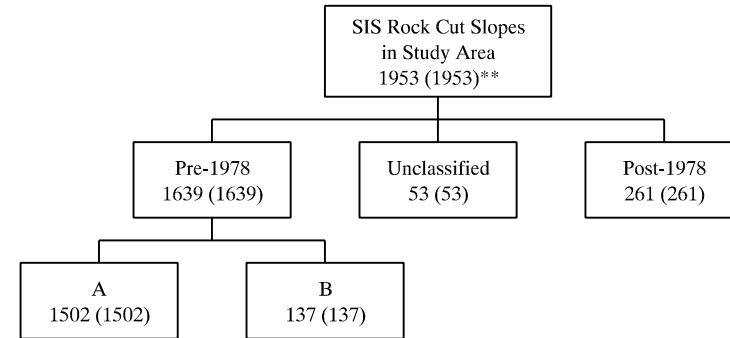 SIS Rock Cut Slopes
in Study Area
1953 (1953)**
Pre-1978
1639 (1639)
Unclassified
53 (53)
Post-1978
261 (261)
A
1502 (1502)
B
137 (137)